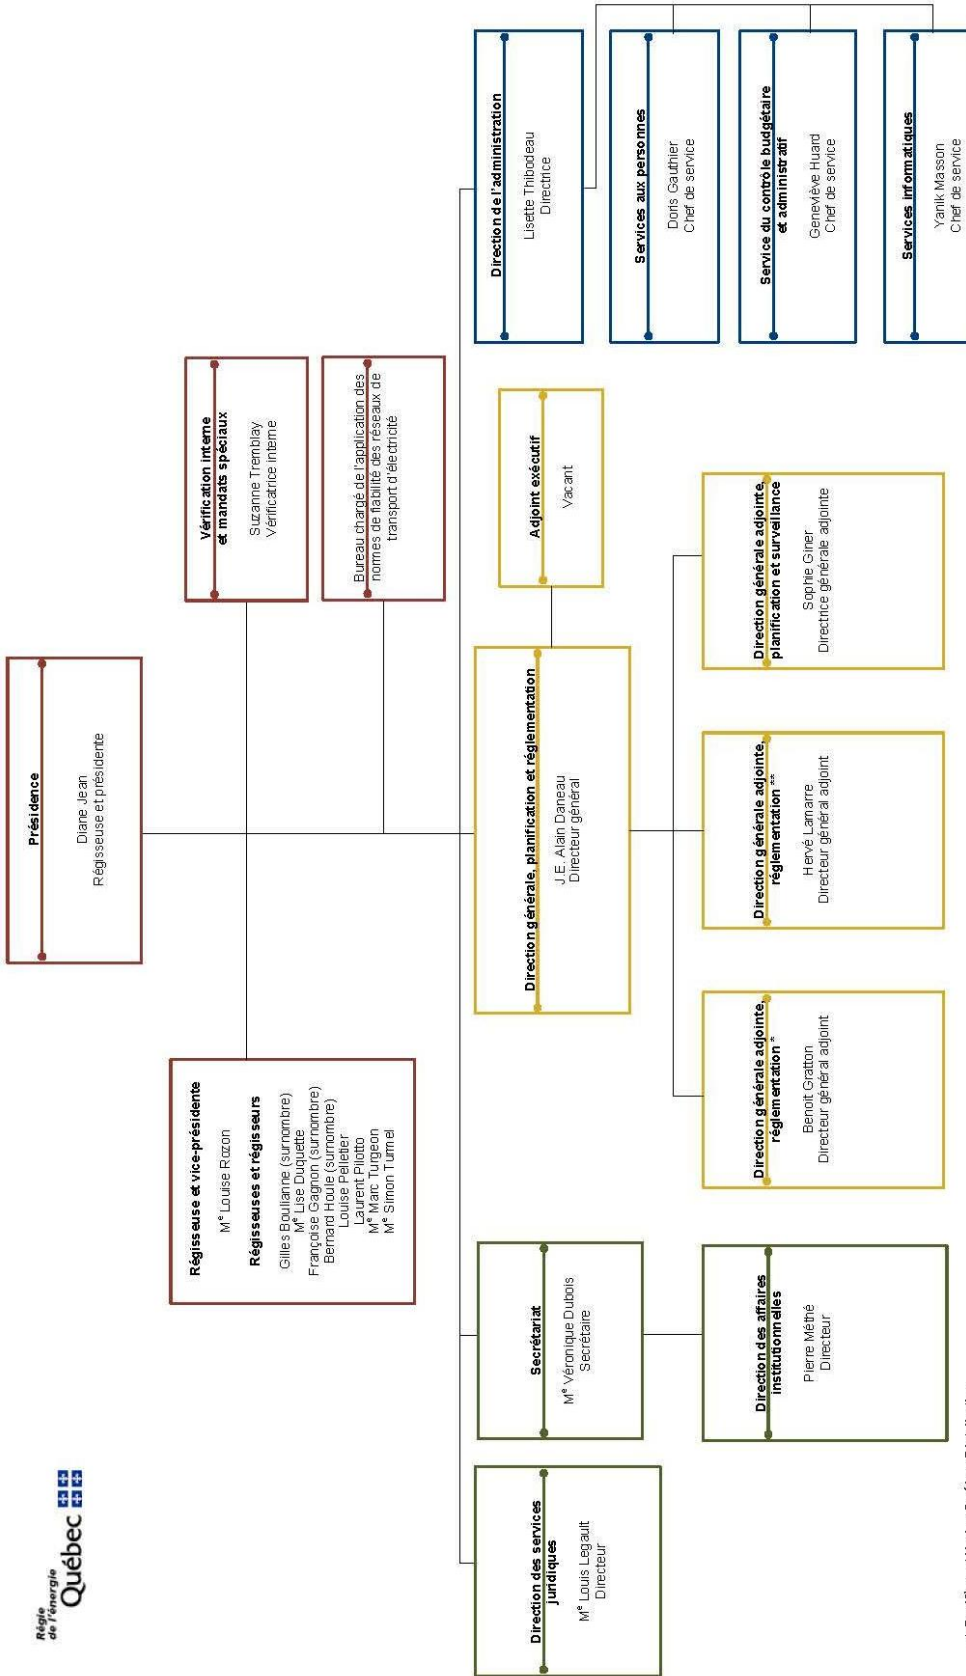 Régie
de l'énergie
Québec
Présidence
Diane Jean
Régisseuse et présidente
Régisseuse et vice-présidente
Mᵉ Louise Rozon
Régisseuses et régisseurs
Gilles Boulianne (surnombre)
Mᵉ Lise Duquette
Françoise Gagnon (surnombre)
Bernard Houle (surnombre)
Louise Pelletier
Laurent Pilotto
Mᵉ Marc Turgeon
Mᵉ Simon Turmel
Vérification interne
et mandats spéciaux
Suzanne Tremblay
Vérificatrice interne
Bureau chargé de l'application des
normes de fiabilité des réseaux de
transport d'électricité
Direction des services
juridiques
Mᵉ Louis Legault
Directeur
Secrétariat
Mᵉ Véronique Dubois
Secrétaire
Direction générale, planification et réglementation
J.E. Alain Daneau
Directeur général
Adjoint exécutif
Vacant
Direction de l'administration
Lisette Thibodeau
Directrice
Services aux personnes
Doris Gauthier
Chef de service
Service du contrôle budgétaire
et administratif
Geneviève Huard
Chef de service
Services informatiques
Yanik Masson
Chef de service
Direction des affaires
institutionnelles
Pierre Méthé
Directeur
Direction générale adjointe,
réglementation *
Benoit Gratton
Directeur général adjoint
Direction générale adjointe,
réglementation **
Hervé Lamarre
Directeur général adjoint
Direction générale adjointe,
planification et surveillance
Sophie Giner
Directrice générale adjointe